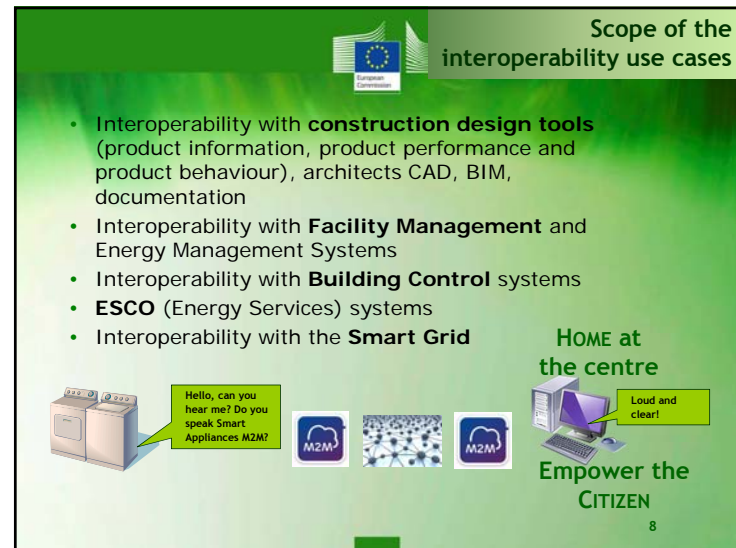 Scope of the
interoperability use cases
European
Commission
• Interoperability with construction design tools
(product information, product performance and
product behaviour), architects CAD, BIM,
documentation
• Interoperability with Facility Management and
Energy Management Systems
• Interoperability with Building Control systems
• ESCO (Energy Services) systems
• Interoperability with the Smart Grid
HOME at
the centre
Hello, can you
hear me? Do you
speak Smart
Appliances M2M?
M2M
M2M
Loud and
clear!
Empower the
CITIZEN
8